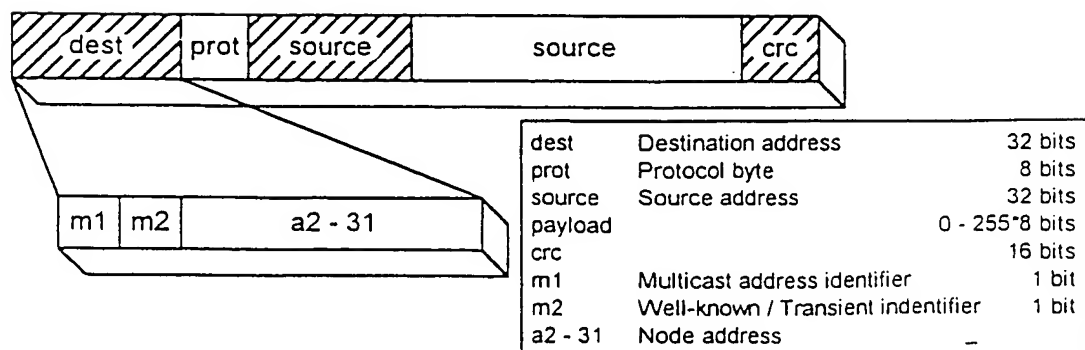 dest prot source source crc
m1 m2 a2 - 31
dest Destination address 32 bits
prot Protocol byte 8 bits
source Source address 32 bits
payload 0 - 255*8 bits
crc 16 bits
m1 Multicast address identifier 1 bit
m2 Well-known / Transient indentifier 1 bit
a2 - 31 Node address –